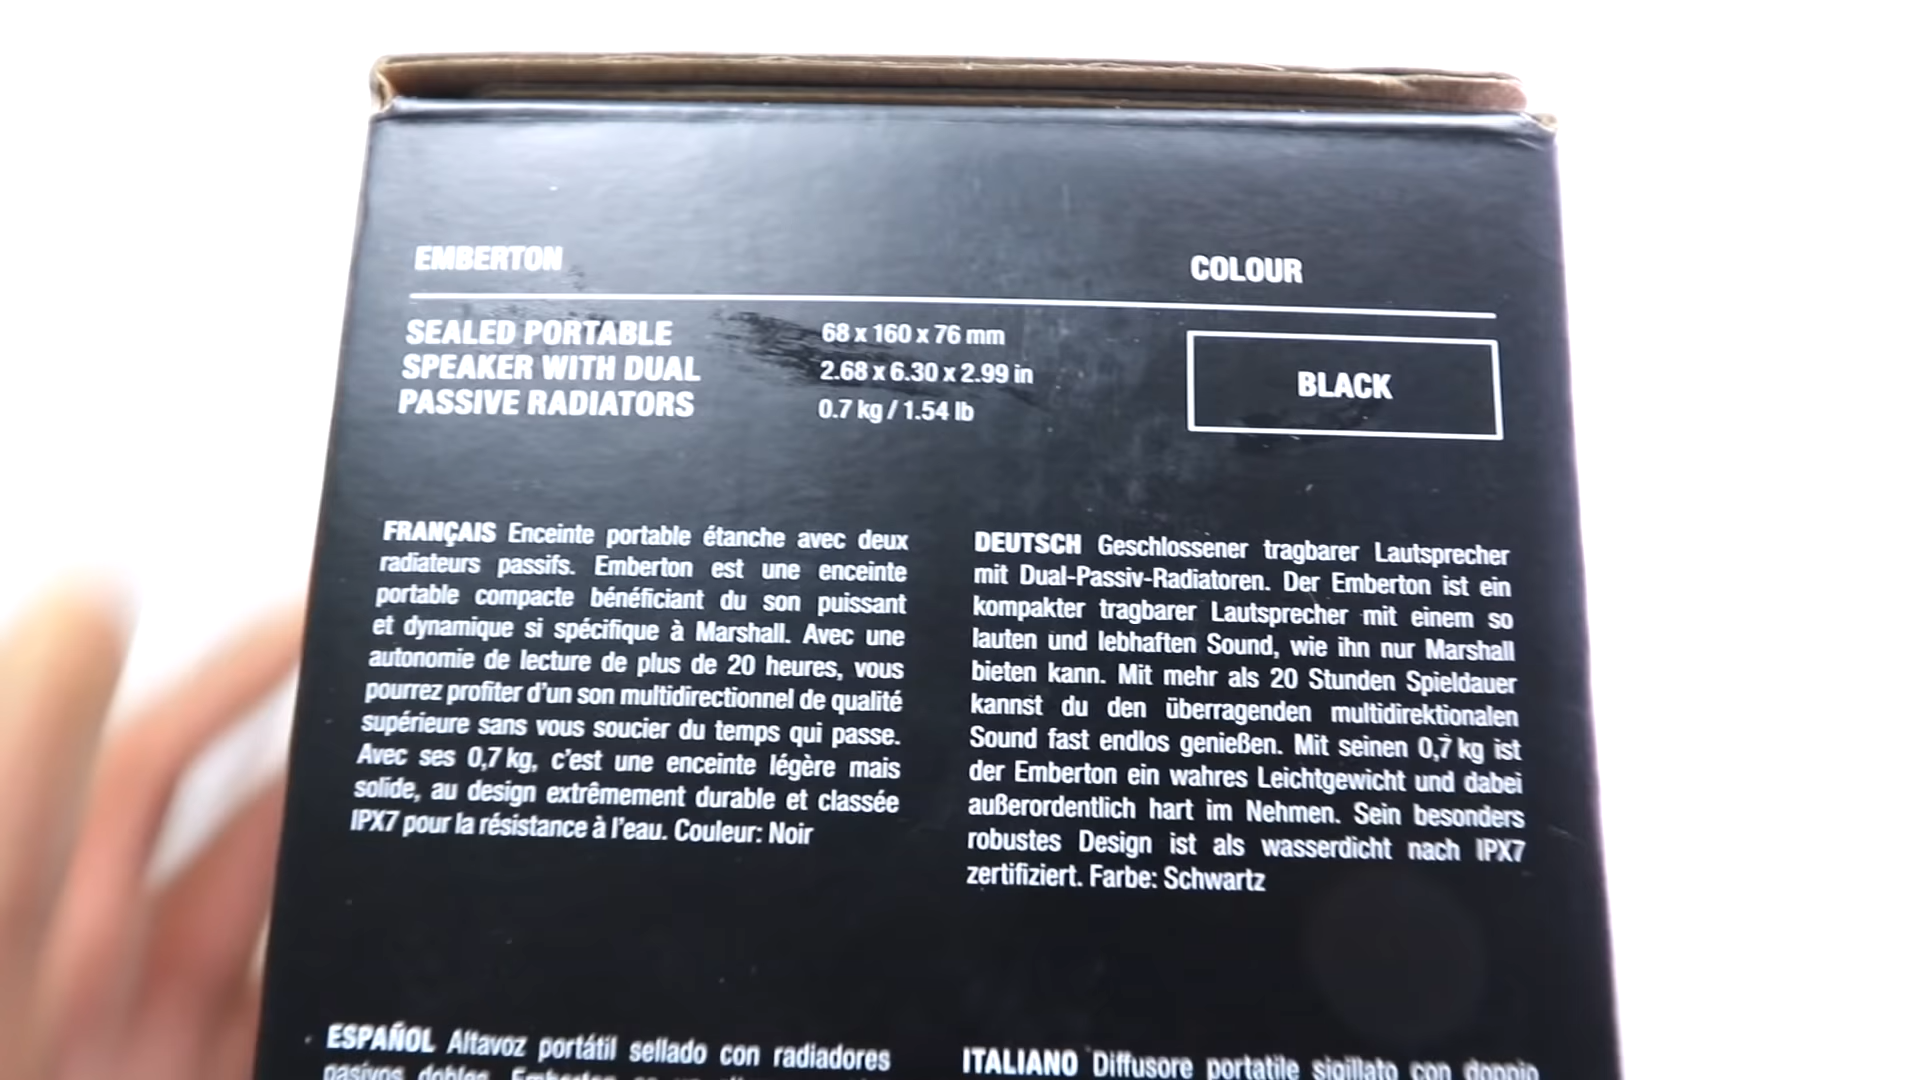 EMBERTON
COLOUR
SEALED PORTABLE
SPEAKER WITH DUAL
PASSIVE RADIATORS
68 x 160 x 76 mm
2.68 x 6.30 x 2.99 in
0.7 kg / 1.54 lb
BLACK
FRANÇAIS Enceinte portable étanche avec deux
radiateurs passifs. Emberton est une enceinte
portable compacte bénéficiant du son puissant
et dynamique si spécifique à Marshall. Avec une
autonomie de lecture de plus de 20 heures, vous
pourrez profiter d'un son multidirectionnel de qualité
supérieure sans vous soucier du temps qui passe.
Avec ses 0,7 kg, c'est une enceinte légère mais
solide, au design extrêmement durable et classée
IPX7 pour la résistance à l'eau. Couleur: Noir
DEUTSCH Geschlossener tragbarer Lautsprecher
mit Dual-Passiv-Radiatoren. Der Emberton ist ein
kompakter tragbarer Lautsprecher mit einem so
lauten und lebhaften Sound, wie ihn nur Marshall
bieten kann. Mit mehr als 20 Stunden Spieldauer
kannst du den überragenden multidirektionalen
Sound fast endlos genießen. Mit seinen 0,7 kg ist
der Emberton ein wahres Leichtgewicht und dabei
außerordentlich hart im Nehmen. Sein besonders
robustes Design ist als wasserdicht nach IPX7
zertifiziert. Farbe: Schwartz
ESPAÑOL Altavoz portátil sellado con radiadores
pasivos dobles. Emberton
ITALIANO Diffusore portatile sigillato con doppio